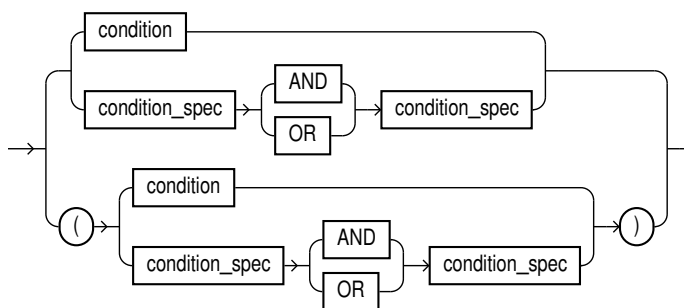 condition
condition_spec AND condition_spec
OR
( condition )
condition_spec AND condition_spec
OR